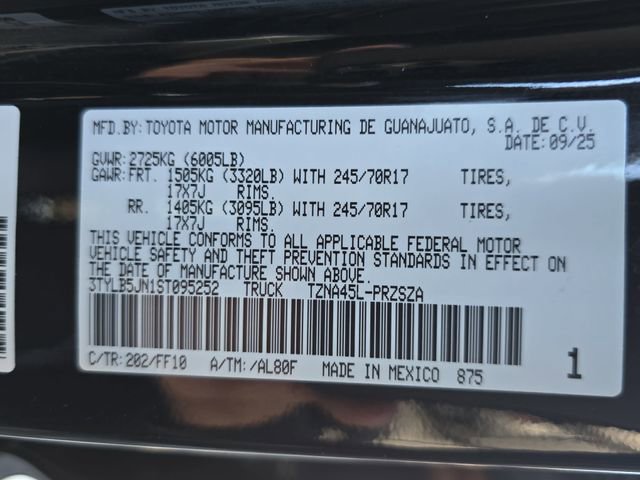 MFD.BY:TOYOTA MOTOR MANUFACTURING DE GUANAJUATO, S.A. DE C.V.
DATE:09/25
GVWR:2725KG (6005LB)
GAWR:FRT. 1505KG (3320LB) WITH 245/70R17 TIRES,
17X7J RIMS.
RR. 1405KG (3095LB) WITH 245/70R17 TIRES,
17X7J RIMS.
THIS VEHICLE CONFORMS TO ALL APPLICABLE FEDERAL MOTOR
VEHICLE SAFETY AND THEFT PREVENTION STANDARDS IN EFFECT ON
THE DATE OF MANUFACTURE SHOWN ABOVE.
3TYLB5JN1ST095252 TRUCK TZNA45L-PRZSZA
C/TR:202/FF10 A/TM:/AL80F MADE IN MEXICO 875 1